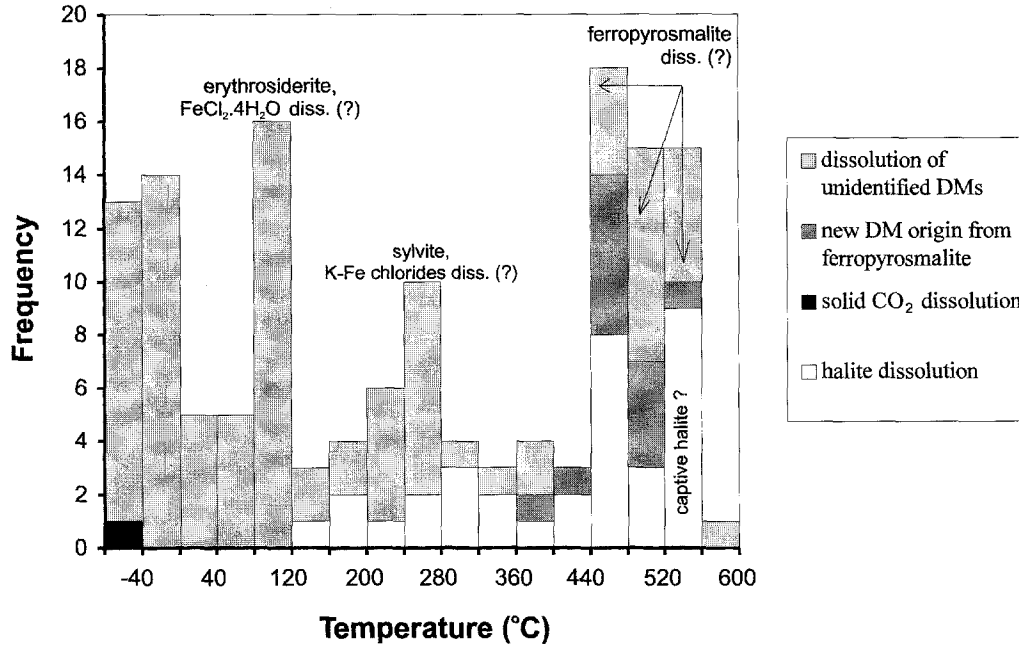 20
18
16
14
12
10
8
6
4
2
0
Frequency
erythrosiderite,
FeCl₂.4H₂O diss. (?)
sylvite,
K-Fe chlorides diss. (?)
ferropyrosmalite
diss. (?)
captive halite ?
-40 40 120 200 280 360 440 520 600
Temperature (°C)
dissolution of
unidentified DMs
new DM origin from
ferropyrosmalite
solid CO₂ dissolution
halite dissolution